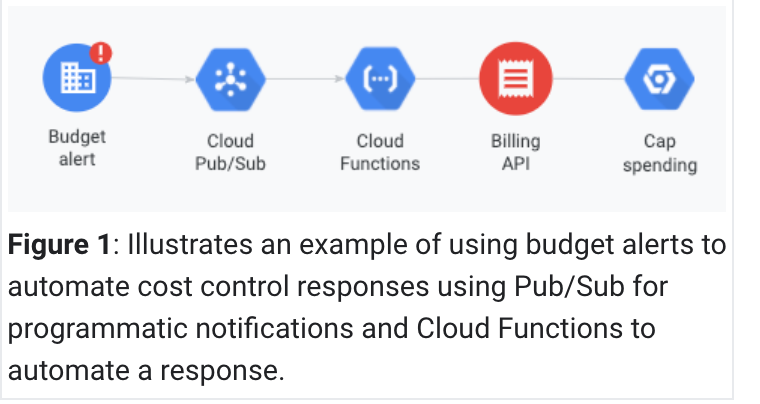 Budget
alert
Cloud
Pub/Sub
Cloud
Functions
Billing
API
Cap
spending
Figure 1: Illustrates an example of using budget alerts to
automate cost control responses using Pub/Sub for
programmatic notifications and Cloud Functions to
automate a response.